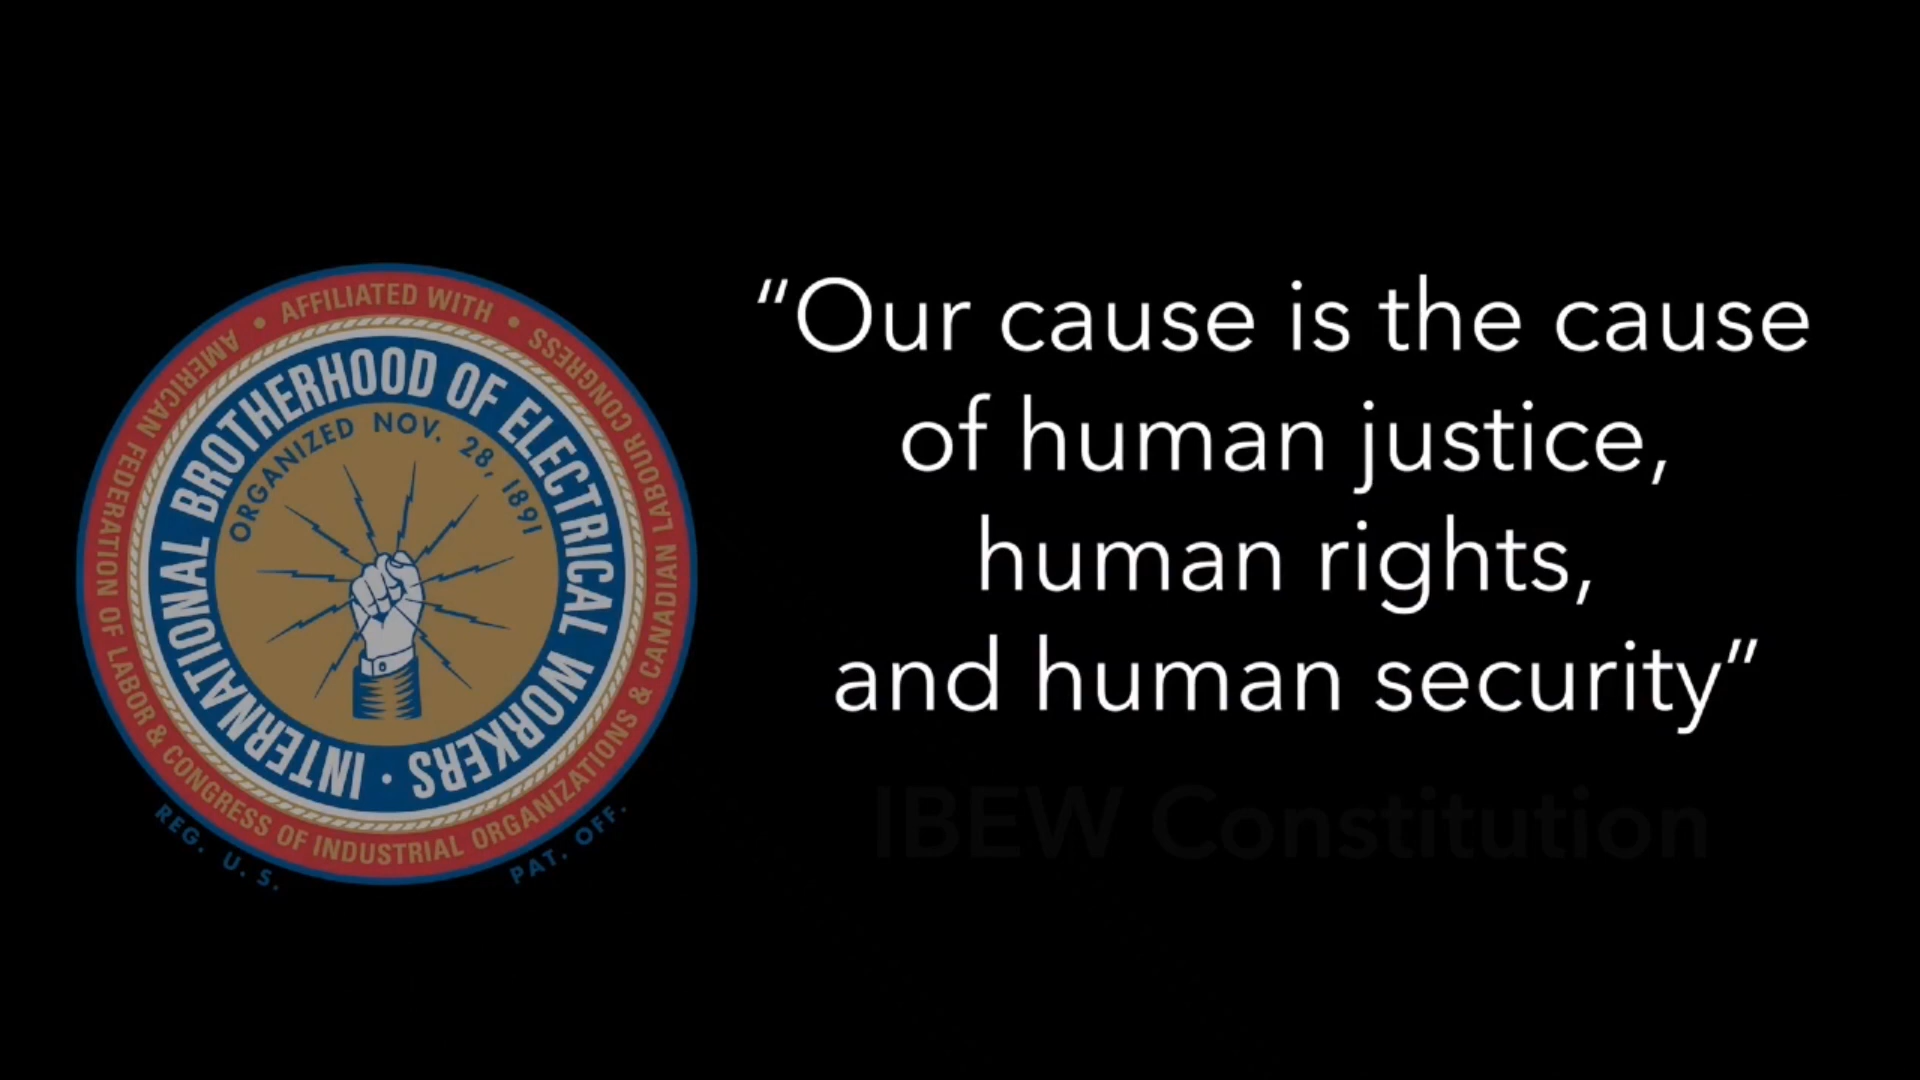 AMERICAN FEDERATION OF LABOR & CONGRESS OF INDUSTRIAL ORGANIZATIONS & CANADIAN LABOUR CONGRESS • AFFILIATED WITH •
INTERNATIONAL BROTHERHOOD OF ELECTRICAL WORKERS •
ORGANIZED NOV. 28, 1891
REG. U.S. PAT. OFF.
“Our cause is the cause
of human justice,
human rights,
and human security”
IBEW Constitution